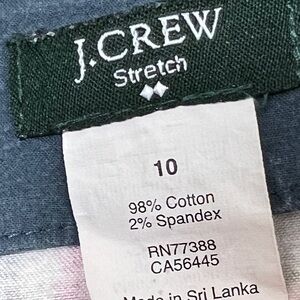 J.CREW
Stretch
10
98% Cotton
2% Spandex
RN77388
CA56445
Made in Sri Lanka